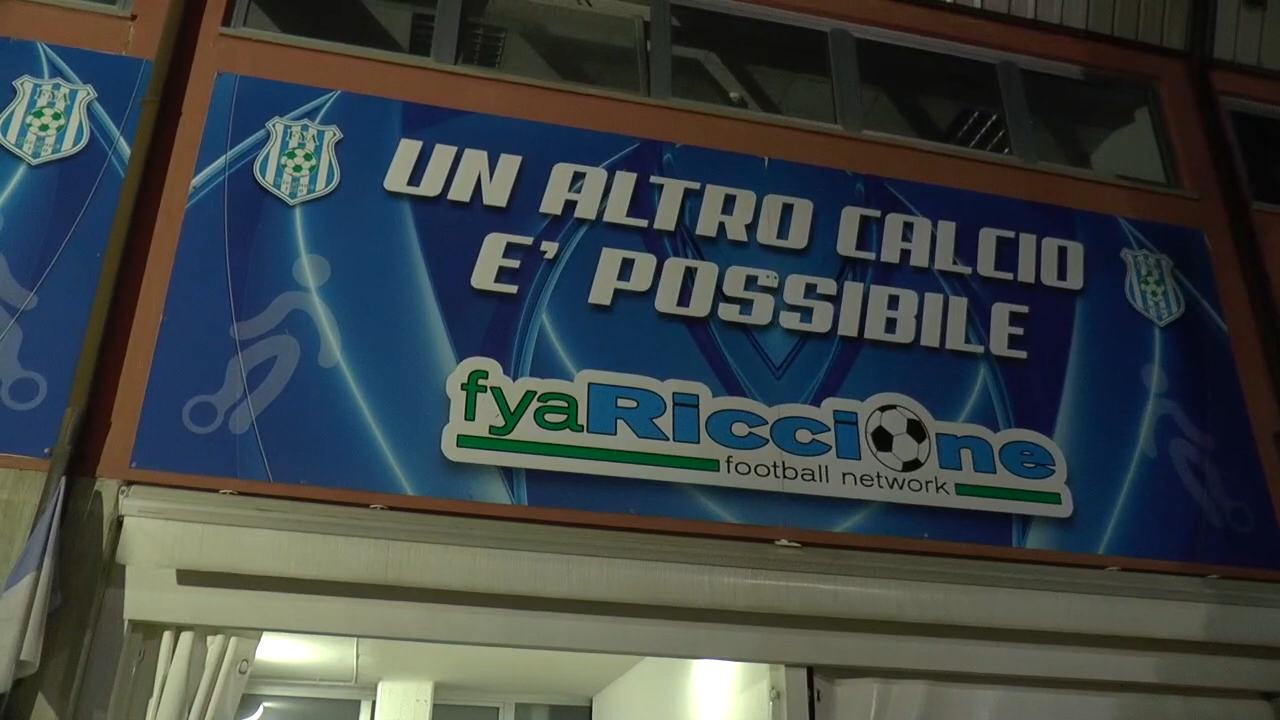 UN ALTRO CALCIO
E' POSSIBILE
fyaRiccione
football network